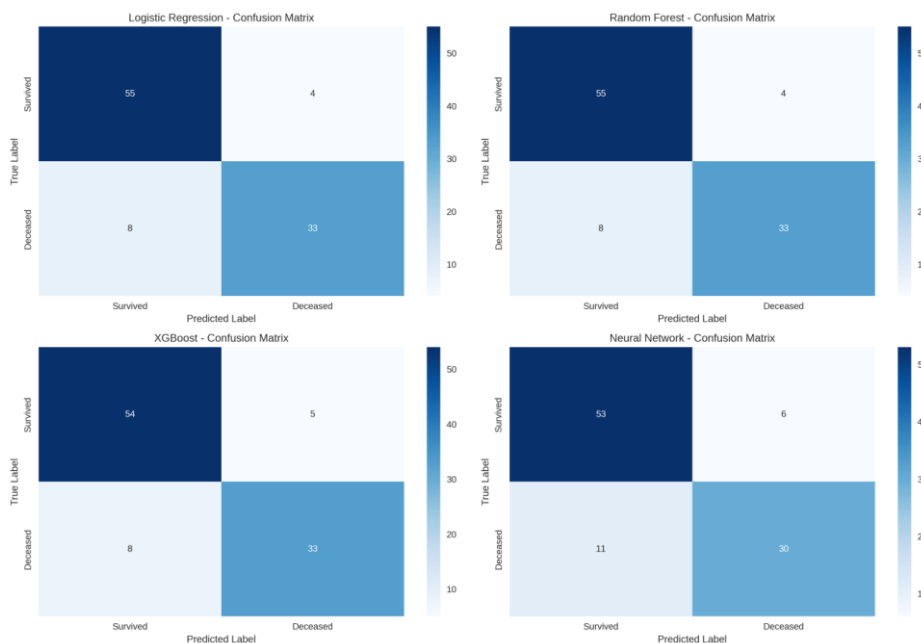 Logistic Regression - Confusion Matrix
Survived
Deceased
True Label
55
4
8
33
50
40
30
20
10
Survived
Deceased
Predicted Label
Random Forest - Confusion Matrix
Survived
Deceased
True Label
55
4
8
33
Survived
Deceased
Predicted Label
XGBoost - Confusion Matrix
Survived
Deceased
True Label
54
5
8
33
50
40
30
20
10
Survived
Deceased
Predicted Label
Neural Network - Confusion Matrix
Survived
Deceased
True Label
53
6
11
30
Survived
Deceased
Predicted Label